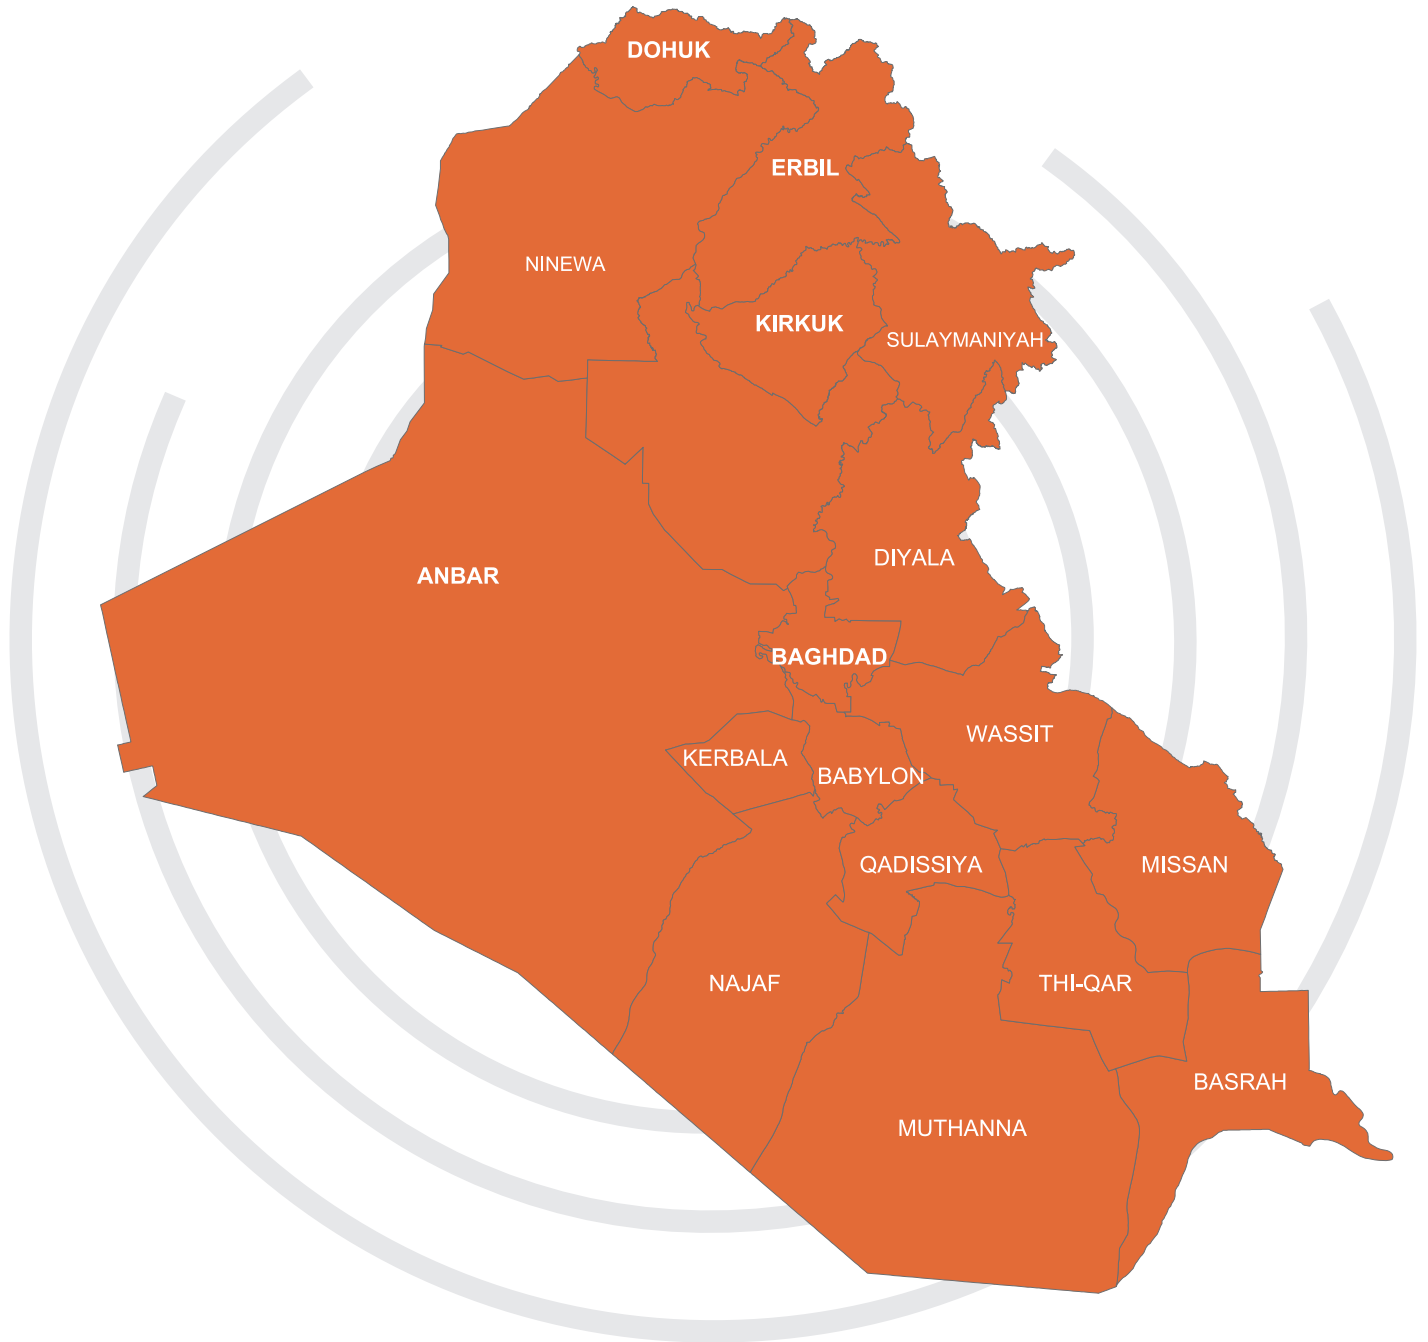 DOHUK
ERBIL
NINEWA
KIRKUK
SULAYMANIYAH
DIYALA
ANBAR
BAGHDAD
WASSIT
KERBALA
BABYLON
QADISSIYA
MISSAN
NAJAF
THI-QAR
BASRAH
MUTHANNA